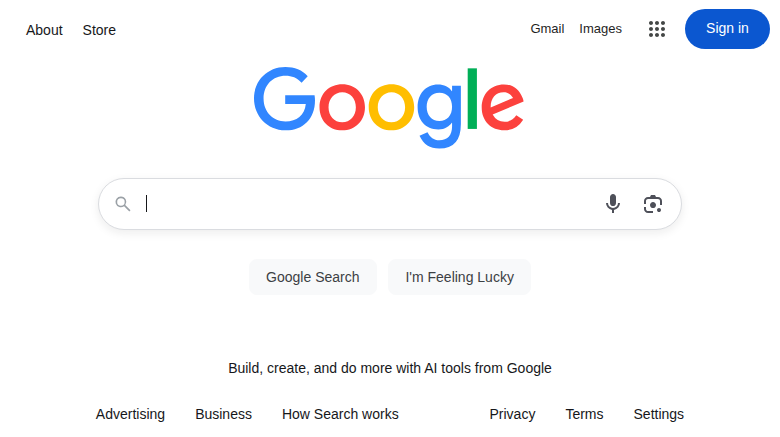 About Store Gmail Images Sign in
Google
Google Search I'm Feeling Lucky
Build, create, and do more with AI tools from Google
Advertising Business How Search works Privacy Terms Settings